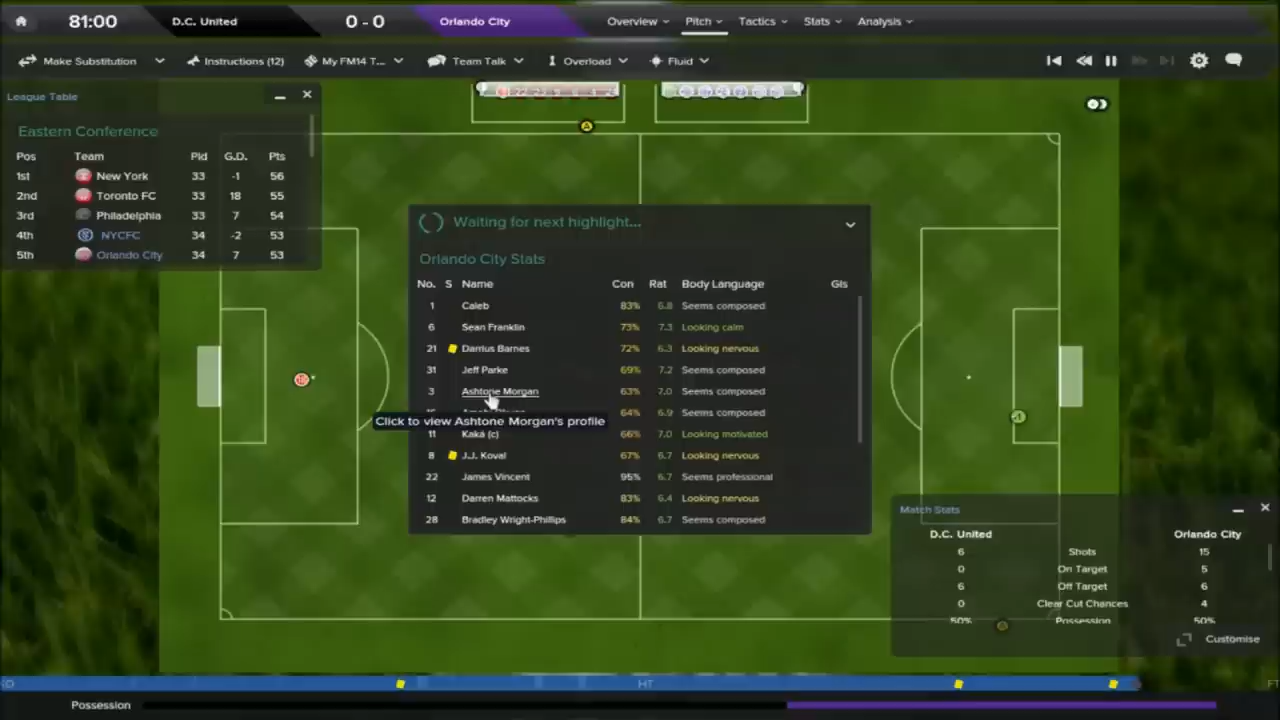 81:00 D.C. United 0 - 0 Orlando City Overview Pitch Tactics Stats Analysis
Make Substitution Instructions (12) My FM14 T... Team Talk Overload Fluid
League Table
Eastern Conference
Pos Team Pld G.D. Pts
1st New York 33 -1 56
2nd Toronto FC 33 18 55
3rd Philadelphia 33 7 54
4th NYCFC 34 -2 53
5th Orlando City 34 7 53
Waiting for next highlight...
Orlando City Stats
No. S Name Con Rat Body Language Gls
1 Caleb 83% 6.8 Seems composed
6 Sean Franklin 73% 7.3 Looking calm
21 Darrius Barnes 72% 6.3 Looking nervous
31 Jeff Parke 69% 7.2 Seems composed
3 Ashtone Morgan 63% 7.0 Seems composed
64% 6.9 Seems composed
Click to view Ashtone Morgan's profile
11 Kaká (c) 66% 7.0 Looking motivated
8 J.J. Koval 67% 6.7 Looking nervous
22 James Vincent 95% 6.7 Seems professional
12 Darren Mattocks 83% 6.4 Looking nervous
28 Bradley Wright-Phillips 84% 6.7 Seems composed
Match Stats
D.C. United Orlando City
6 Shots 15
0 On Target 5
6 Off Target 6
0 Clear Cut Chances 4
50% Possession 50%
Customise
HT
FT
Possession